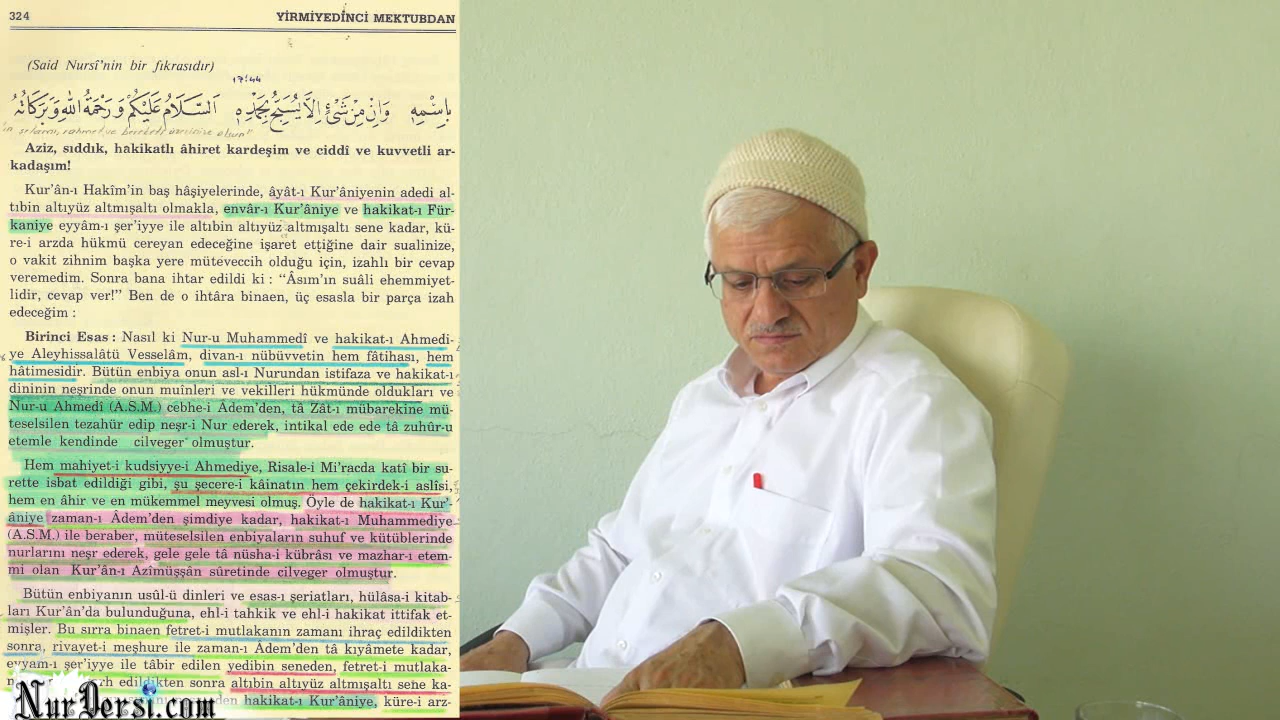 324 YİRMİYEDİNCİ MEKTUBDAN
(Said Nursî'nin bir fıkrasıdır)
17:44
بِاسْمِهِ وَاِنْ مِنْ شَيْءٍ اِلَّا يُسَبِّحُ بِحَمْدِهِ اَلسَّلَامُ عَلَيْكُمْ وَرَحْمَةُ اللّٰهِ وَبَرَكَاتُهُ
selâmı, rahmet ve bereketi üzerinize olsun"
Aziz, sıddık, hakikatlı âhiret kardeşim ve ciddî ve kuvvetli ar-
kadaşım!
Kur'ân-ı Hakîm'in baş hâşiyelerinde, âyât-ı Kur'âniyenin adedi al-
tıbin altıyüz altmışaltı olmakla, envâr-ı Kur'âniye ve hakikat-ı Fur-
kaniye eyyâm-ı şer'iyye ile altıbin altıyüz altmışaltı sene kadar, kü-
re-i arzda hükmü cereyan edeceğine işaret ettiğine dair sualinize,
o vakit zihnim başka yere müteveccih olduğu için, izahlı bir cevap
veremedim. Sonra bana ihtar edildi ki : "Âsım'ın suâli ehemmiyet-
lidir, cevap ver!" Ben de o ihtâra binaen, üç esasla bir parça izah
edeceğim :
Birinci Esas : Nasıl ki Nur-u Muhammedî ve hakikat-ı Ahmedi-
ye Aleyhissalâtü Vesselâm, divan-ı nübüvvetin hem fâtihası, hem
hâtimesidir. Bütün enbiya onun asl-ı Nurundan istifaza ve hakikat-ı
dininin neşrinde onun muînleri ve vekilleri hükmünde oldukları ve
Nur-u Ahmedî (A.S.M.) cebhe-i Adem'den, tâ Zât-ı mübarekine mü-
teselsilen tezahür edip neşr-i Nur ederek, intikal ede ede tâ zuhûr-u
etemle kendinde cilveger olmuştur.
Hem mahiyet-i kudsiyye-i Ahmediye, Risale-i Mi'racda katî bir su-
rette isbat edildiği gibi, şu şecere-i kâinatın hem çekirdek-i aslîsi,
hem en âhir ve en mükemmel meyvesi olmuş. Öyle de hakikat-ı Kur'-
âniye zaman-ı Âdem'den şimdiye kadar, hakikat-ı Muhammediye
(A.S.M.) ile beraber, müteselsilen enbiyaların suhuf ve kütüblerinde
nurlarını neşr ederek, gele gele tâ nüsha-i kübrâsı ve mazhar-ı etem-
mi olan Kur'ân-ı Azîmüşşân sûretinde cilveger olmuştur.
Bütün enbiyanın usûl-ü dinleri ve esas-ı şeriatları, hülâsa-i kitab-
ları Kur'ân'da bulunduğuna, ehl-i tahkik ve ehl-i hakikat ittifak et-
mişler. Bu sırra binaen fetret-i mutlakanın zamanı ihraç edildikten
sonra, rivayet-i meşhure ile zaman-ı Âdem'den tâ kıyâmete kadar,
eyyam-ı şer'iyye ile tâbir edilen yedibin seneden, fetret-i mutlaka-
edildikten sonra altıbin altıyüz altmışaltı sene ka-
hakikat-ı Kur'âniye, küre-i arz-
NurDersi.com